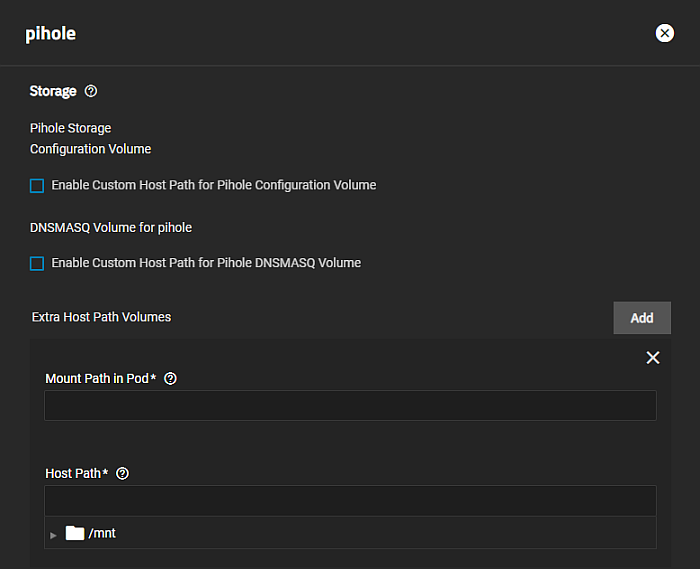 pihole
Storage
Pihole Storage
Configuration Volume
Enable Custom Host Path for Pihole Configuration Volume
DNSMASQ Volume for pihole
Enable Custom Host Path for Pihole DNSMASQ Volume
Extra Host Path Volumes
Add
Mount Path in Pod*
Host Path*
/mnt